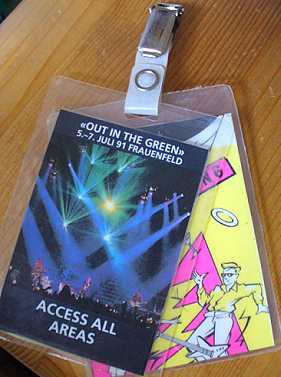 «OUT IN THE GREEN»
5.–7. JULI 91 FRAUENFELD
ACCESS ALL
AREAS